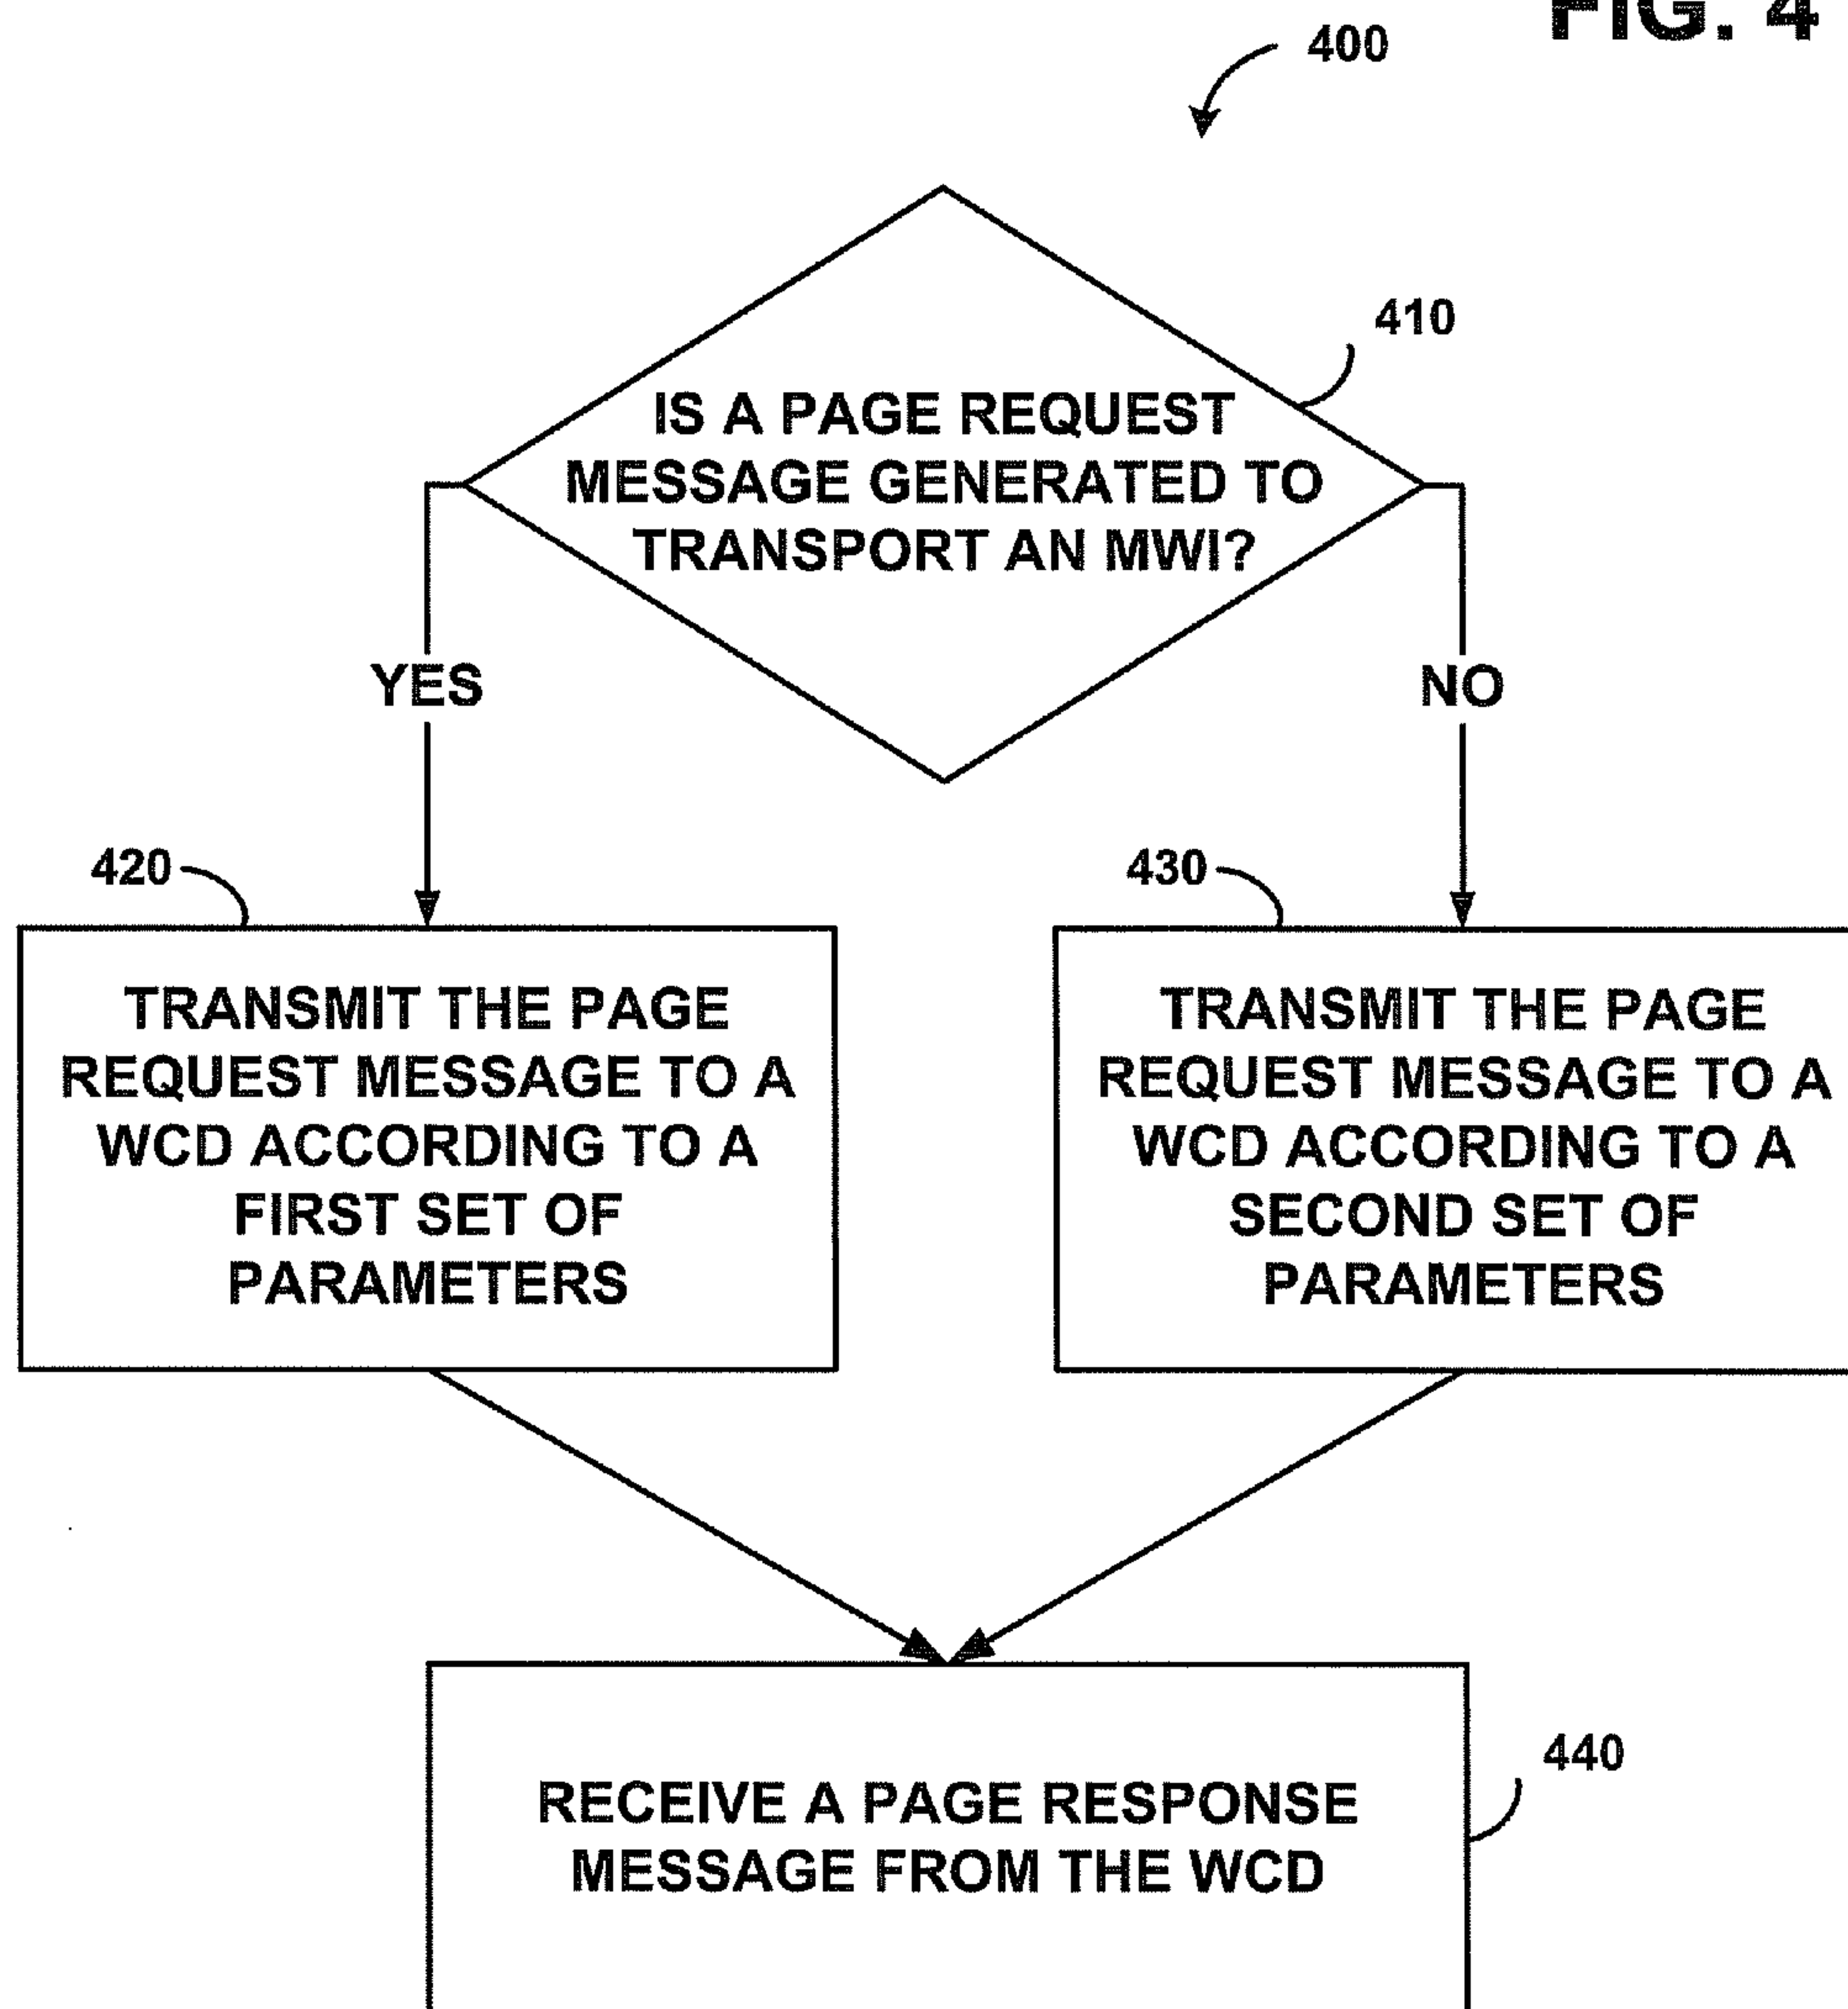 FIG. 4
400
410
IS A PAGE REQUEST
MESSAGE GENERATED TO
TRANSPORT AN MWI?
YES
NO
420
430
TRANSMIT THE PAGE
REQUEST MESSAGE TO A
WCD ACCORDING TO A
FIRST SET OF
PARAMETERS
TRANSMIT THE PAGE
REQUEST MESSAGE TO A
WCD ACCORDING TO A
SECOND SET OF
PARAMETERS
440
RECEIVE A PAGE RESPONSE
MESSAGE FROM THE WCD